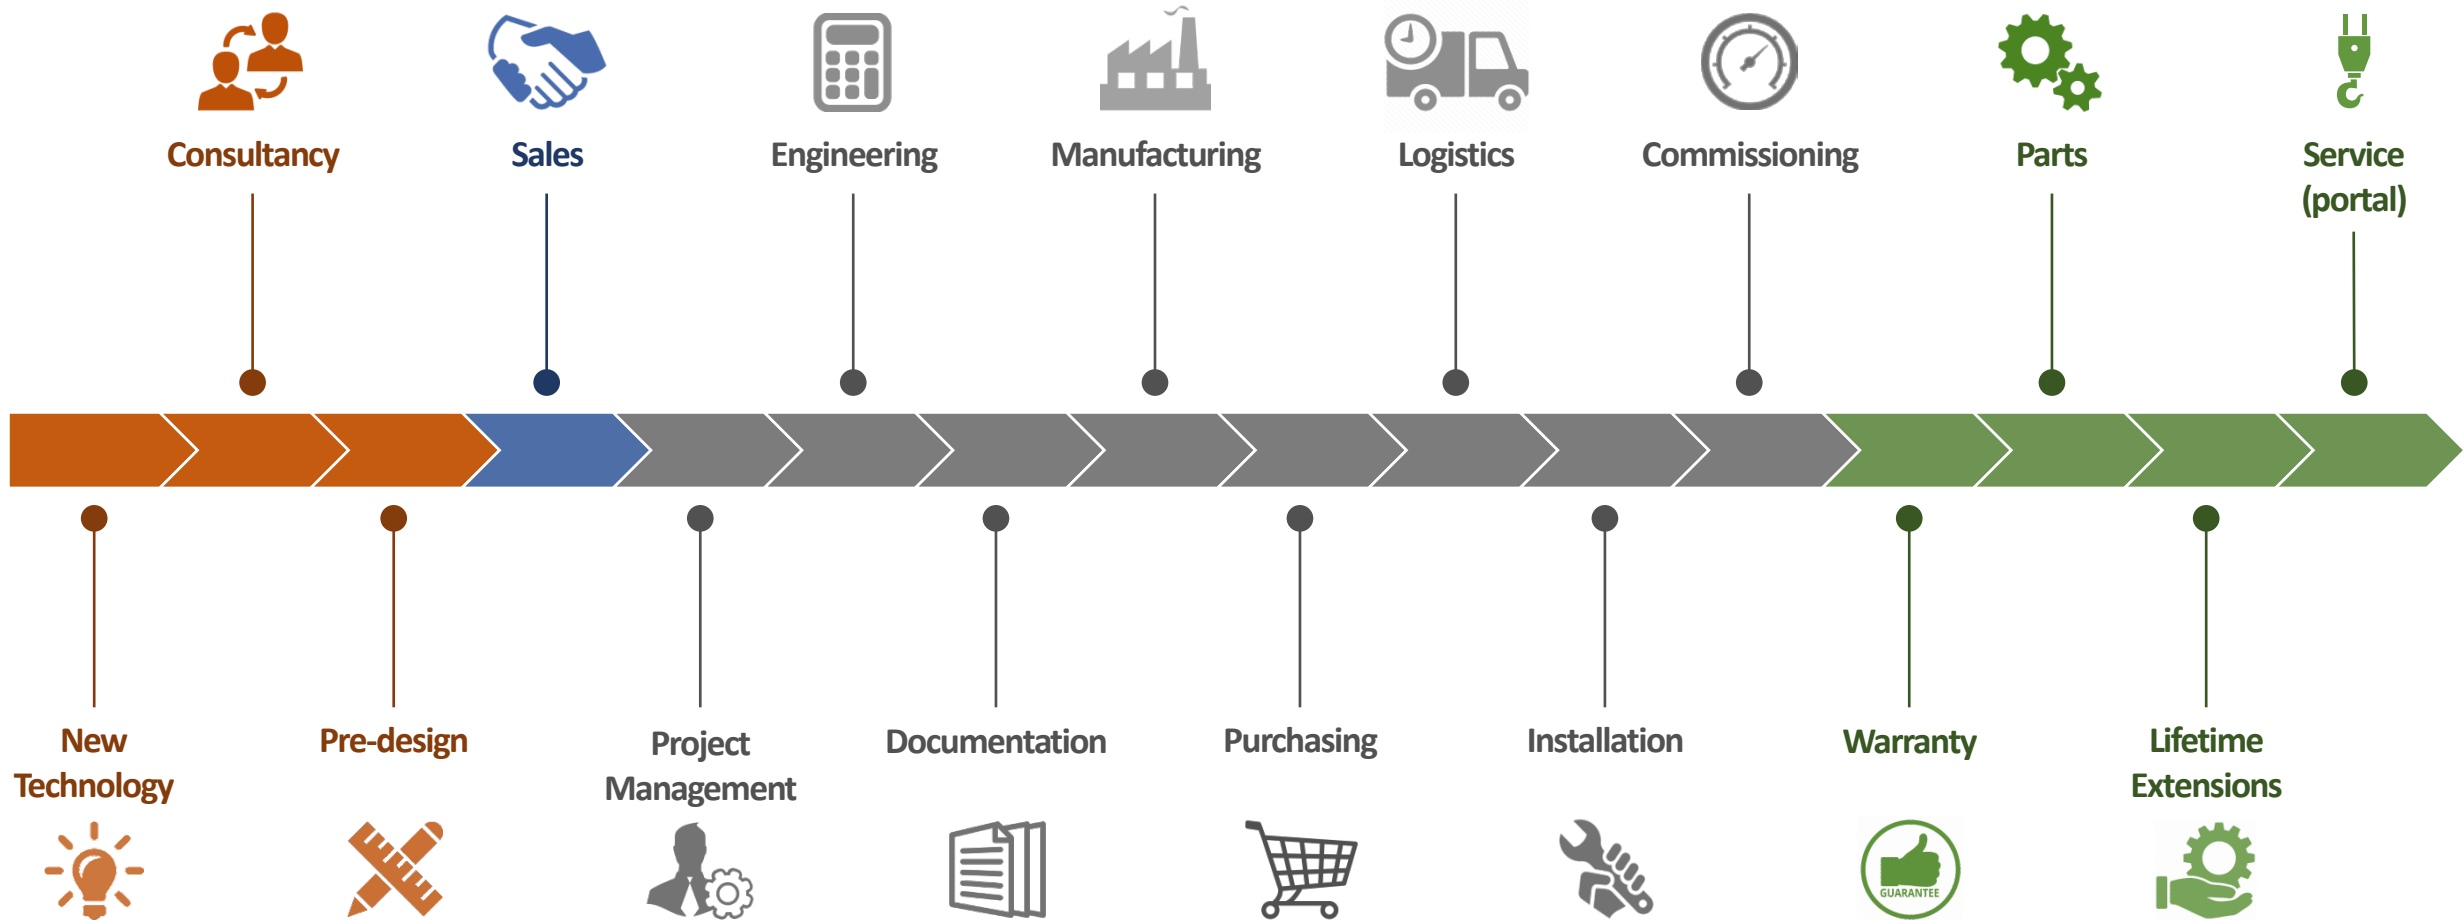 Consultancy
Sales
Engineering
Manufacturing
Logistics
Commissioning
Parts
Service
(portal)
New
Technology
Pre-design
Project
Management
Documentation
Purchasing
Installation
Warranty
Lifetime
Extensions
GUARANTEE